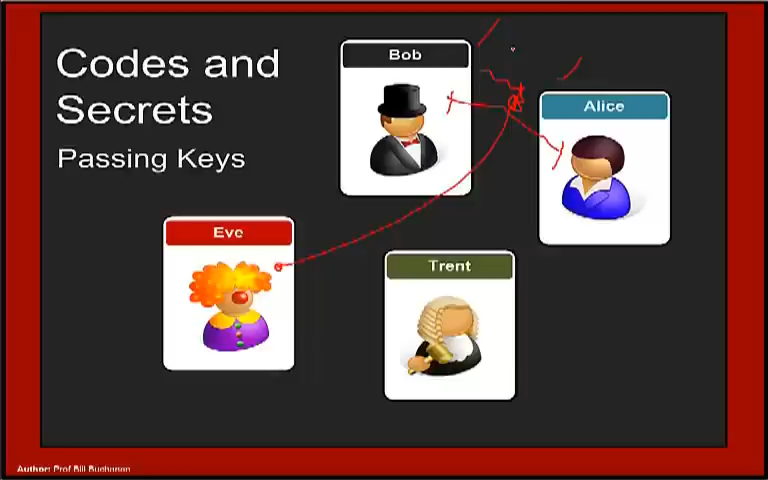 Codes and
Secrets
Passing Keys
Bob
Alice
Eve
Trent
Author: Prof Bill Buchanan